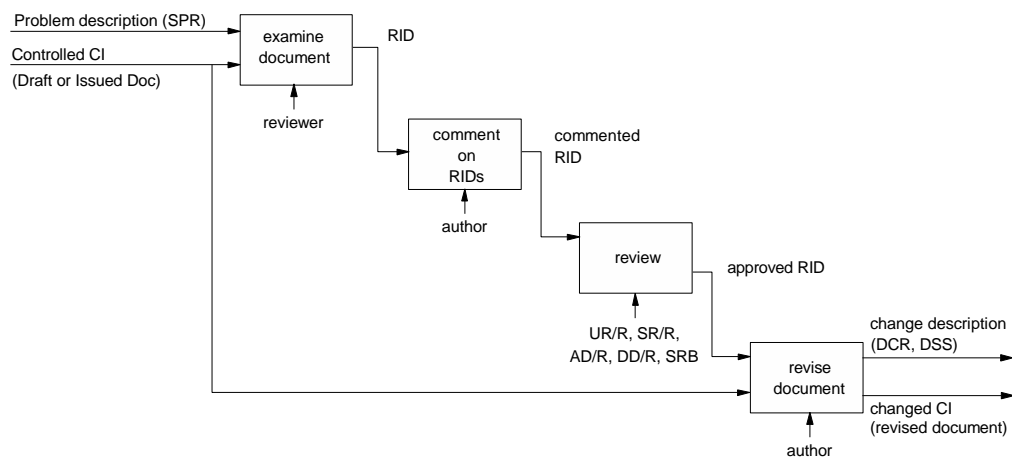 Problem description (SPR)
Controlled CI
(Draft or Issued Doc)
examine
document
RID
reviewer
comment
on
RIDs
commented
RID
author
review
approved RID
UR/R, SR/R,
AD/R, DD/R, SRB
revise
document
change description
(DCR, DSS)
changed CI
(revised document)
author